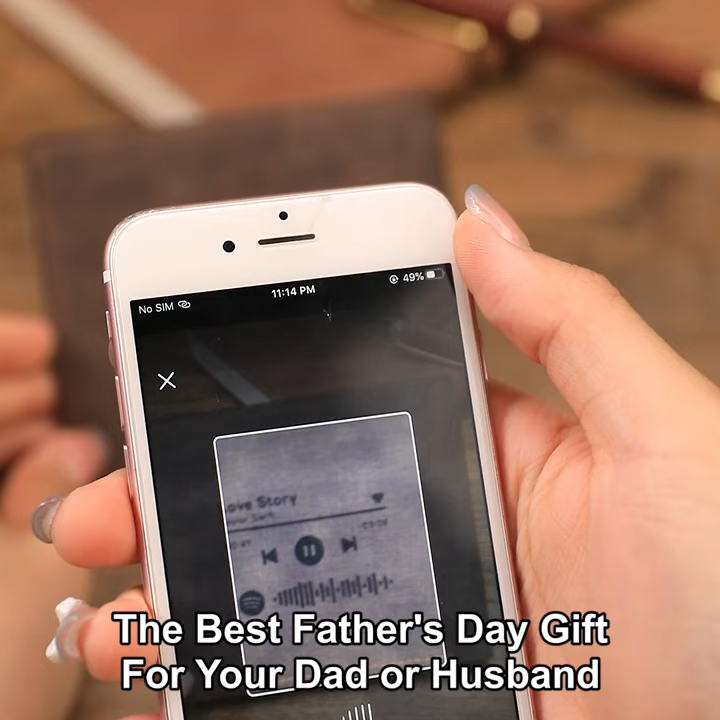 No SIM 11:14 PM 49%
ove Story
The Best Father's Day Gift
For Your Dad or Husband